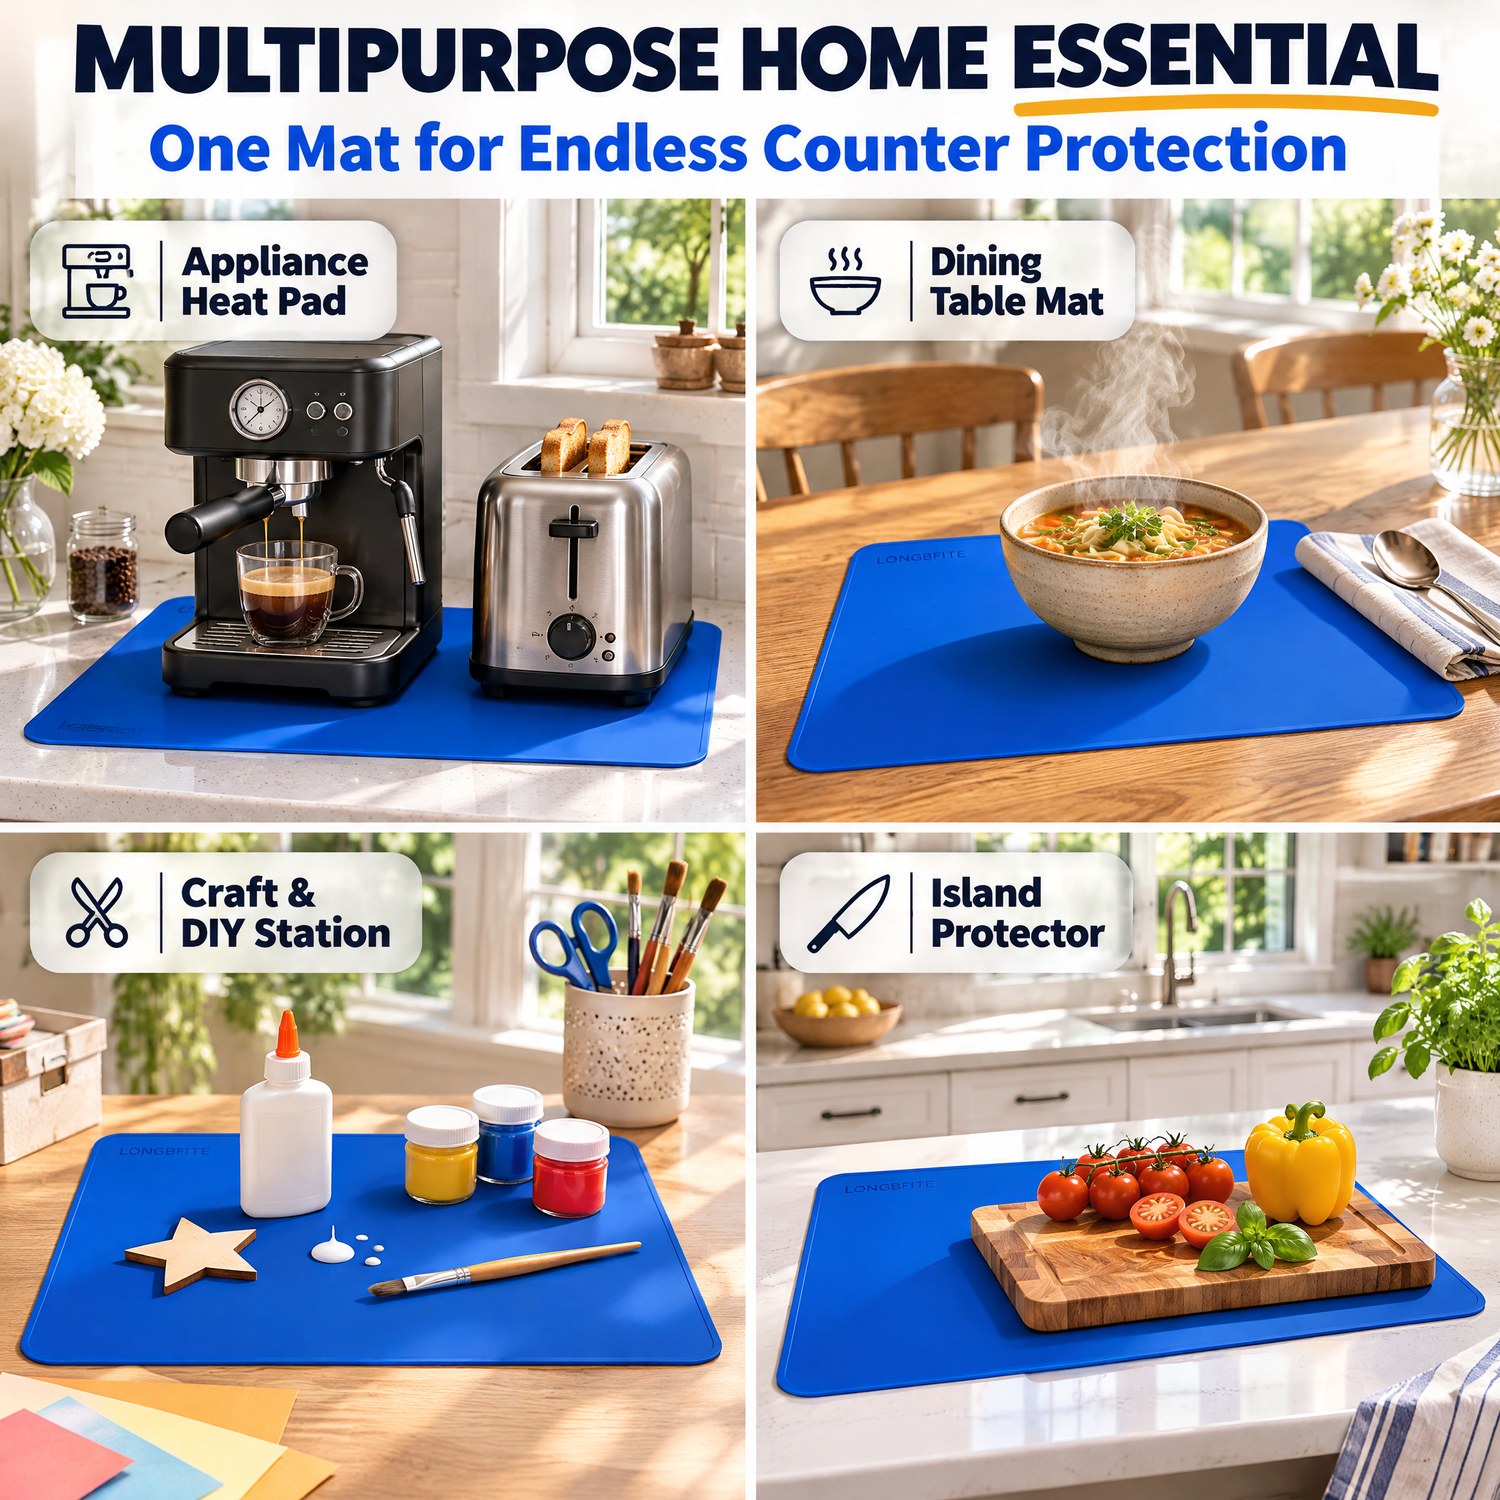 MULTIPURPOSE HOME ESSENTIAL
One Mat for Endless Counter Protection
Appliance
Heat Pad
Dining
Table Mat
LONGBFITE
Craft &
DIY Station
LONGBFITE
Island
Protector
LONGBFITE